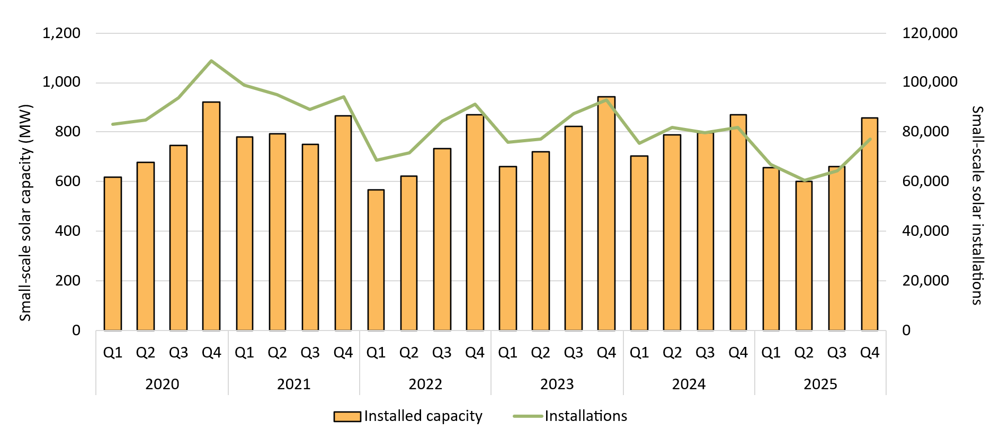 1,200
1,000
800
600
400
200
0
Small-scale solar capacity (MW)
120,000
100,000
80,000
60,000
40,000
20,000
0
Small-scale solar installations
Q1 Q2 Q3 Q4 Q1 Q2 Q3 Q4 Q1 Q2 Q3 Q4 Q1 Q2 Q3 Q4 Q1 Q2 Q3 Q4 Q1 Q2 Q3 Q4
2020 2021 2022 2023 2024 2025
Installed capacity Installations